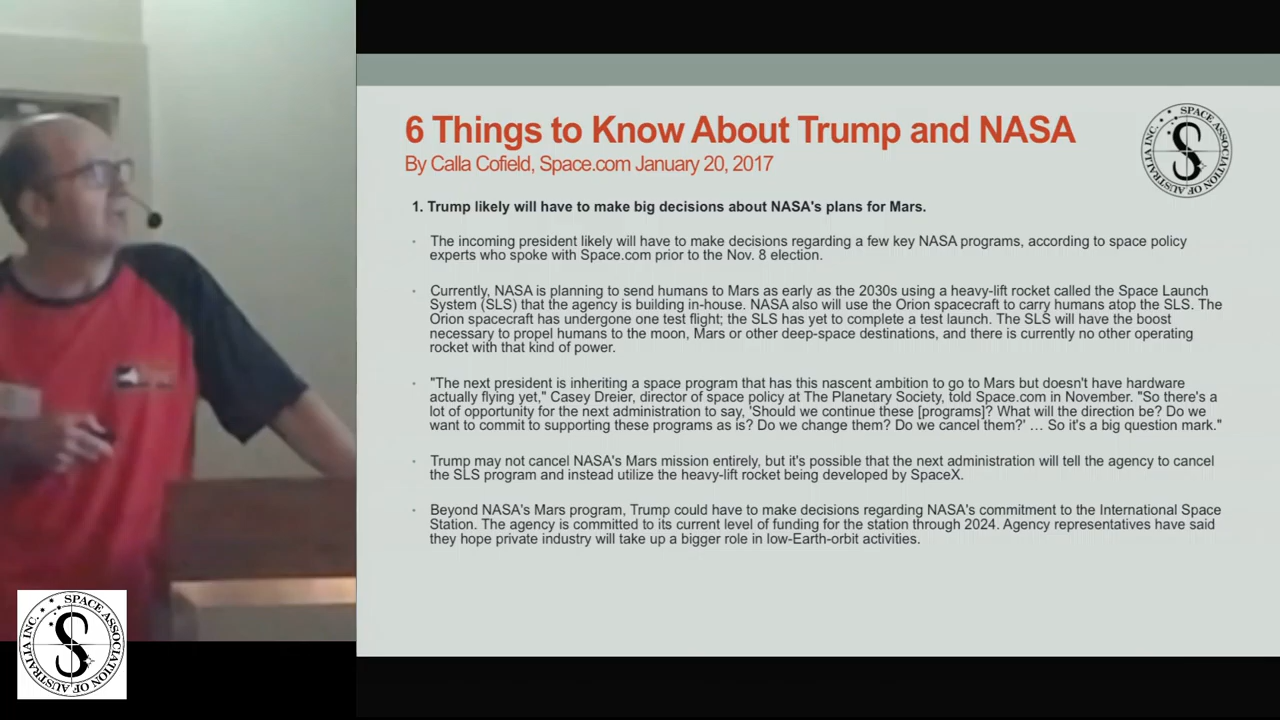 6 Things to Know About Trump and NASA
By Calla Cofield, Space.com January 20, 2017
SPACE ASSOCIATION OF AUSTRALIA INC.
1. Trump likely will have to make big decisions about NASA's plans for Mars.
The incoming president likely will have to make decisions regarding a few key NASA programs, according to space policy
experts who spoke with Space.com prior to the Nov. 8 election.
Currently, NASA is planning to send humans to Mars as early as the 2030s using a heavy-lift rocket called the Space Launch
System (SLS) that the agency is building in-house. NASA also will use the Orion spacecraft to carry humans atop the SLS. The
Orion spacecraft has undergone one test flight; the SLS has yet to complete a test launch. The SLS will have the boost
necessary to propel humans to the moon, Mars or other deep-space destinations, and there is currently no other operating
rocket with that kind of power.
"The next president is inheriting a space program that has this nascent ambition to go to Mars but doesn't have hardware
actually flying yet," Casey Dreier, director of space policy at The Planetary Society, told Space.com in November. "So there's a
lot of opportunity for the next administration to say, 'Should we continue these [programs]? What will the direction be? Do we
want to commit to supporting these programs as is? Do we change them? Do we cancel them?' … So it's a big question mark."
Trump may not cancel NASA's Mars mission entirely, but it's possible that the next administration will tell the agency to cancel
the SLS program and instead utilize the heavy-lift rocket being developed by SpaceX.
Beyond NASA's Mars program, Trump could have to make decisions regarding NASA's commitment to the International Space
Station. The agency is committed to its current level of funding for the station through 2024. Agency representatives have said
they hope private industry will take up a bigger role in low-Earth-orbit activities.
SPACE ASSOCIATION OF AUSTRALIA INC.